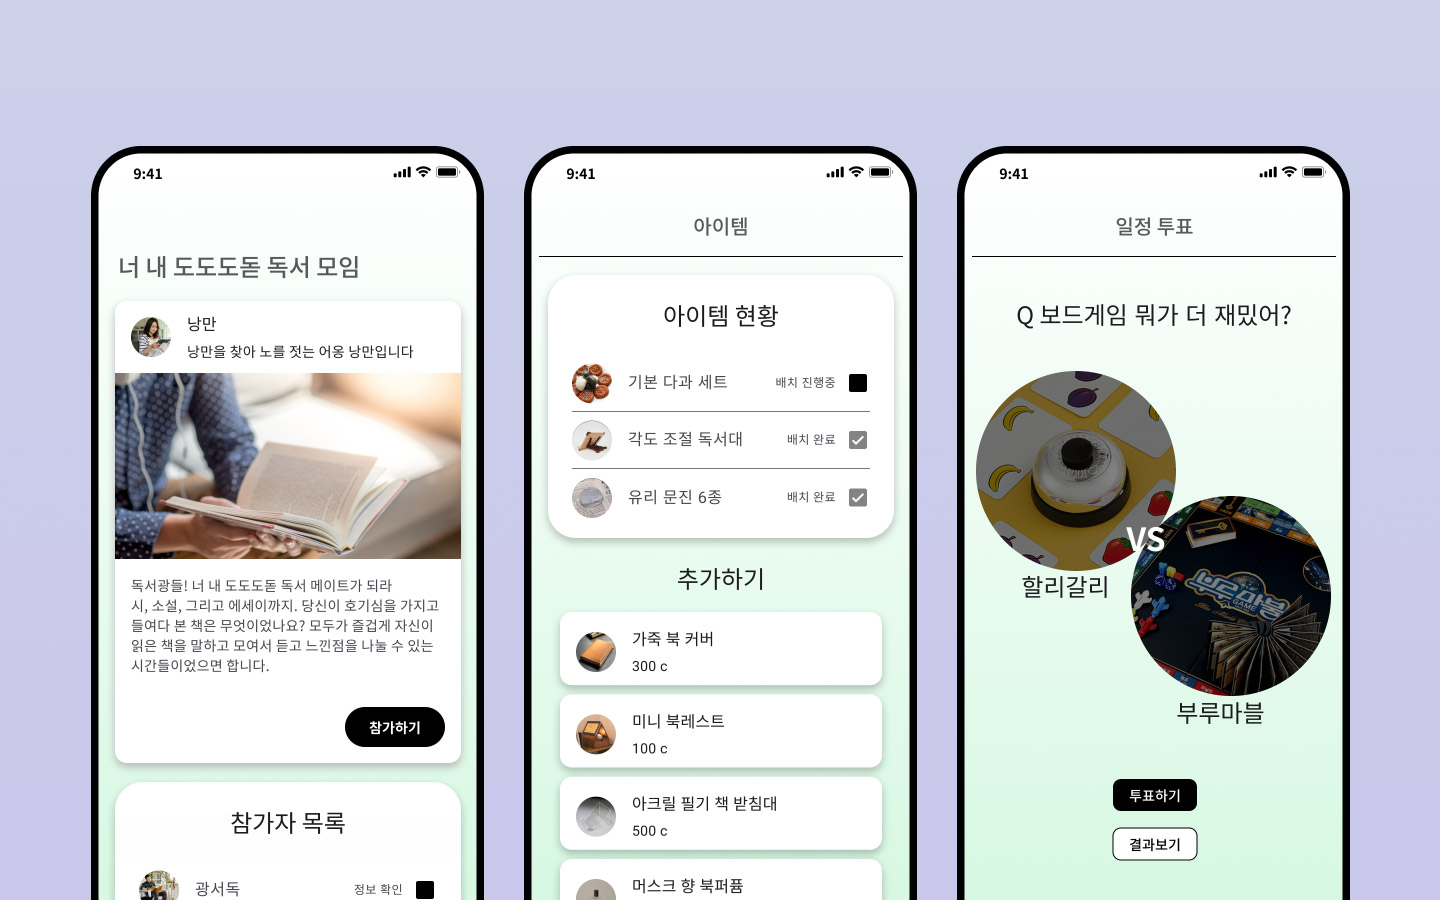 9:41
너 내 도도도돋 독서 모임
낭만
낭만을 찾아 노를 젓는 어옹 낭만입니다
독서광들! 너 내 도도도돋 독서 메이트가 되라
시, 소설, 그리고 에세이까지. 당신이 호기심을 가지고
들여다 본 책은 무엇이었나요? 모두가 즐겁게 자신이
읽은 책을 말하고 모여서 듣고 느낀점을 나눌 수 있는
시간들이었으면 합니다.
참가하기
참가자 목록
광서독
정보 확인
9:41
아이템
아이템 현황
기본 다과 세트
배치 진행중
각도 조절 독서대
배치 완료
유리 문진 6종
배치 완료
추가하기
가죽 북 커버
300 c
미니 북레스트
100 c
아크릴 필기 책 받침대
500 c
머스크 향 북퍼퓸
9:41
일정 투표
Q 보드게임 뭐가 더 재밌어?
VS
할리갈리
부루마불
GAME
부루마블
투표하기
결과보기